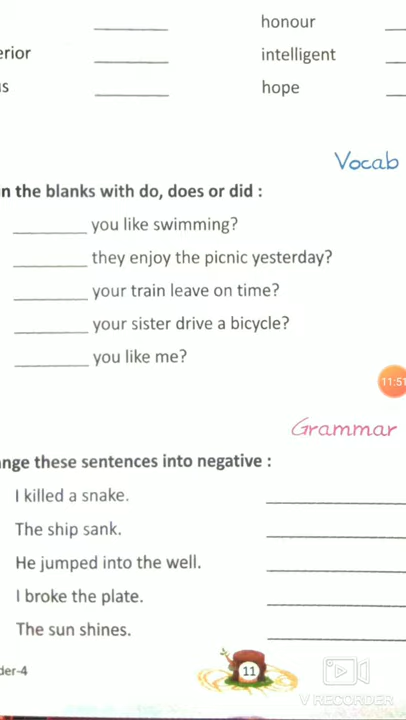 honour
erior intelligent
s hope
Vocab
n the blanks with do, does or did :
you like swimming?
they enjoy the picnic yesterday?
your train leave on time?
your sister drive a bicycle?
you like me?
11:51
Grammar
nge these sentences into negative :
I killed a snake.
The ship sank.
He jumped into the well.
I broke the plate.
The sun shines.
der-4 11
V RECORDER